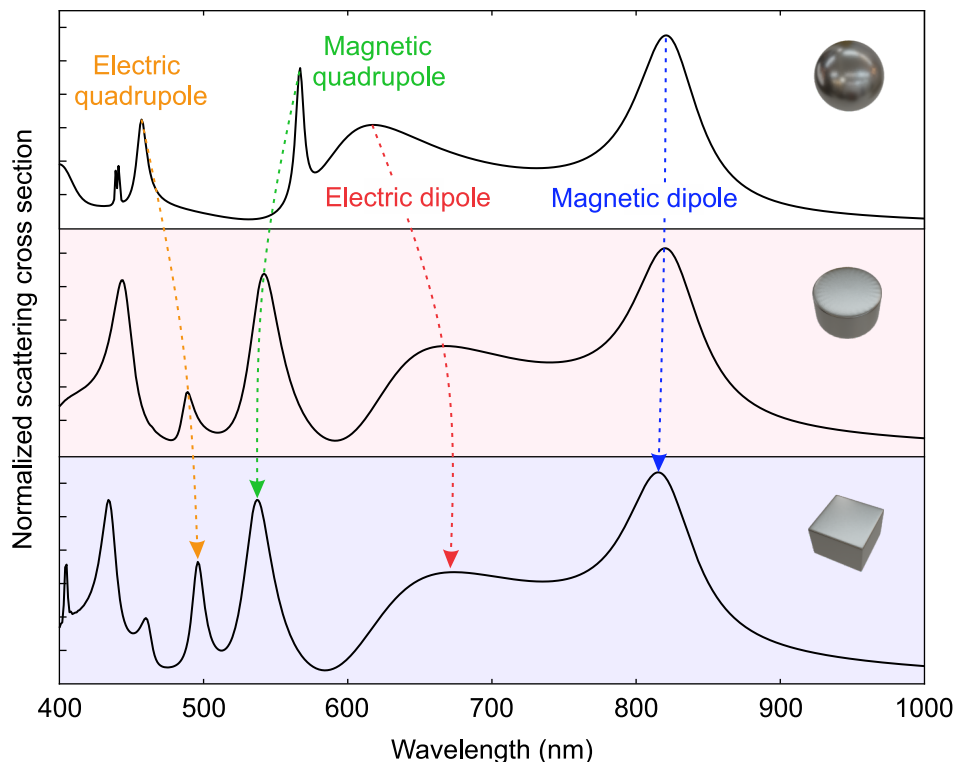 Electric
quadrupole
Magnetic
quadrupole
Electric dipole
Magnetic dipole
Normalized scattering cross section
400
500
600
700
800
900
1000
Wavelength (nm)